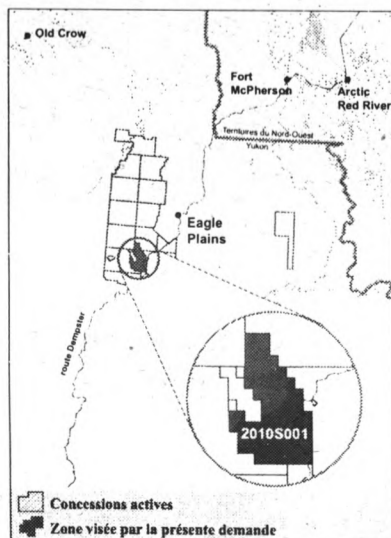 Old Crow
Fort
McPherson
Arctic
Red River
Territoires du Nord-Ouest
Yukon
Eagle
Plains
route Dempster
2010S001
Concessions actives
Zone visée par la présente demande